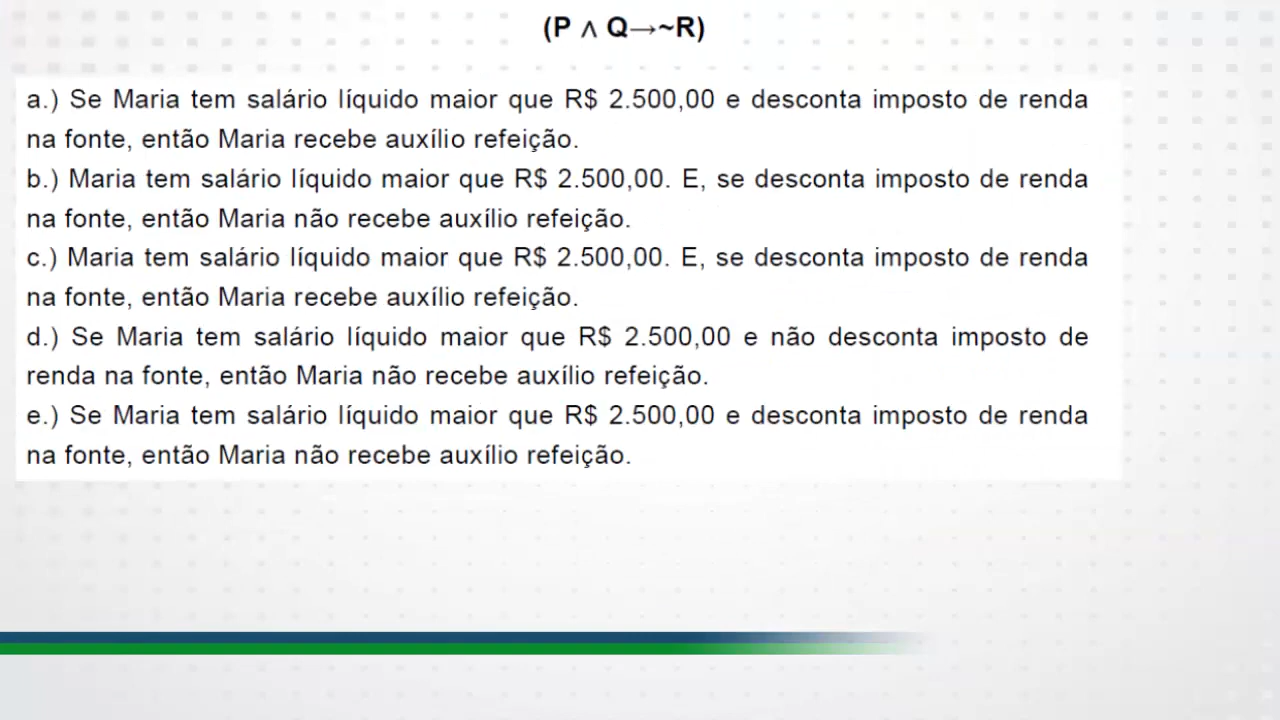 (P ∧ Q→~R)
a.) Se Maria tem salário líquido maior que R$ 2.500,00 e desconta imposto de renda
na fonte, então Maria recebe auxílio refeição.
b.) Maria tem salário líquido maior que R$ 2.500,00. E, se desconta imposto de renda
na fonte, então Maria não recebe auxílio refeição.
c.) Maria tem salário líquido maior que R$ 2.500,00. E, se desconta imposto de renda
na fonte, então Maria recebe auxílio refeição.
d.) Se Maria tem salário líquido maior que R$ 2.500,00 e não desconta imposto de
renda na fonte, então Maria não recebe auxílio refeição.
e.) Se Maria tem salário líquido maior que R$ 2.500,00 e desconta imposto de renda
na fonte, então Maria não recebe auxílio refeição.